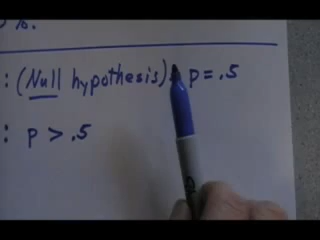 %.
: (Null hypothesis) p = .5
: p > .5